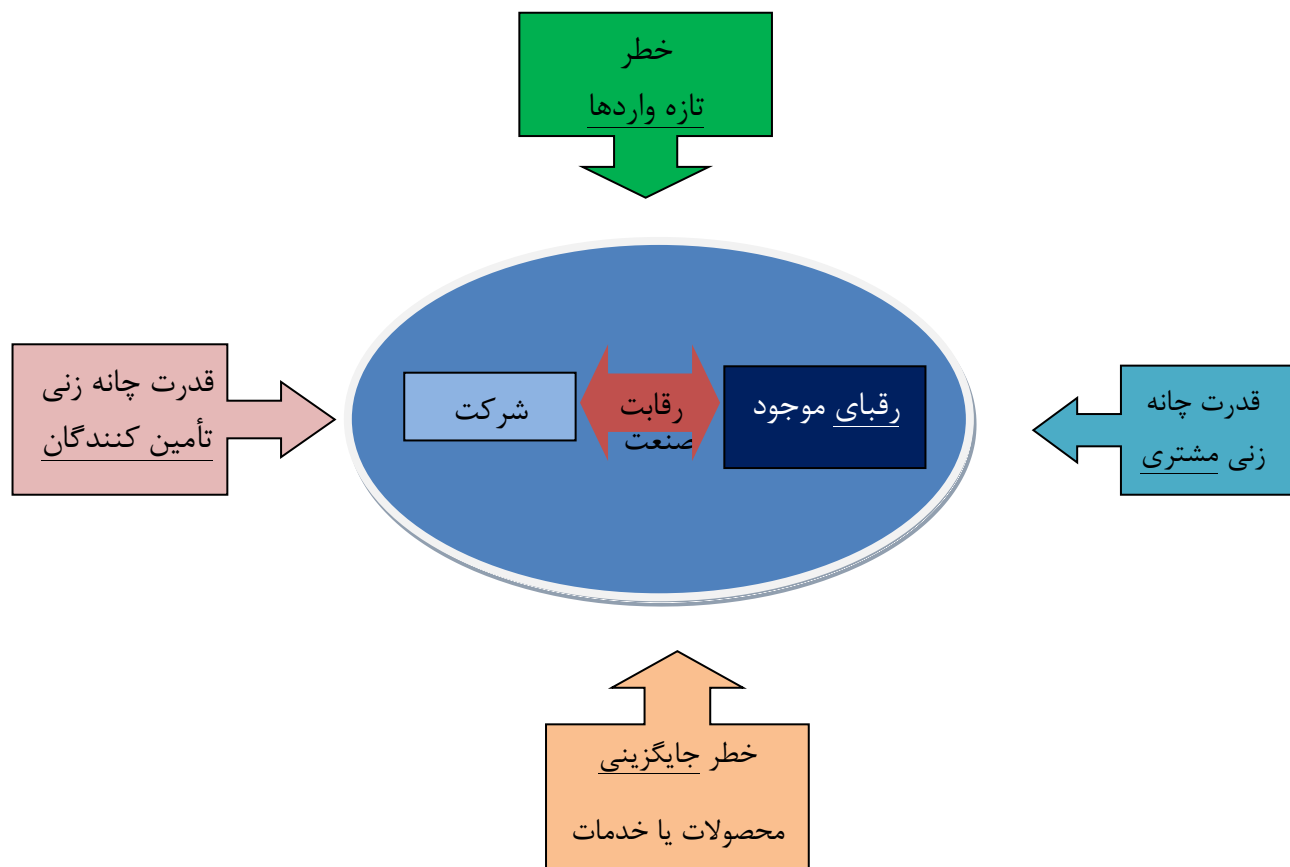 خطر
تازه واردها
قدرت چانه زنی
تأمین کنندگان
شرکت
رقابت
صنعت
رقبای موجود
قدرت چانه
زنی مشتری
خطر جایگزینی
محصولات یا خدمات